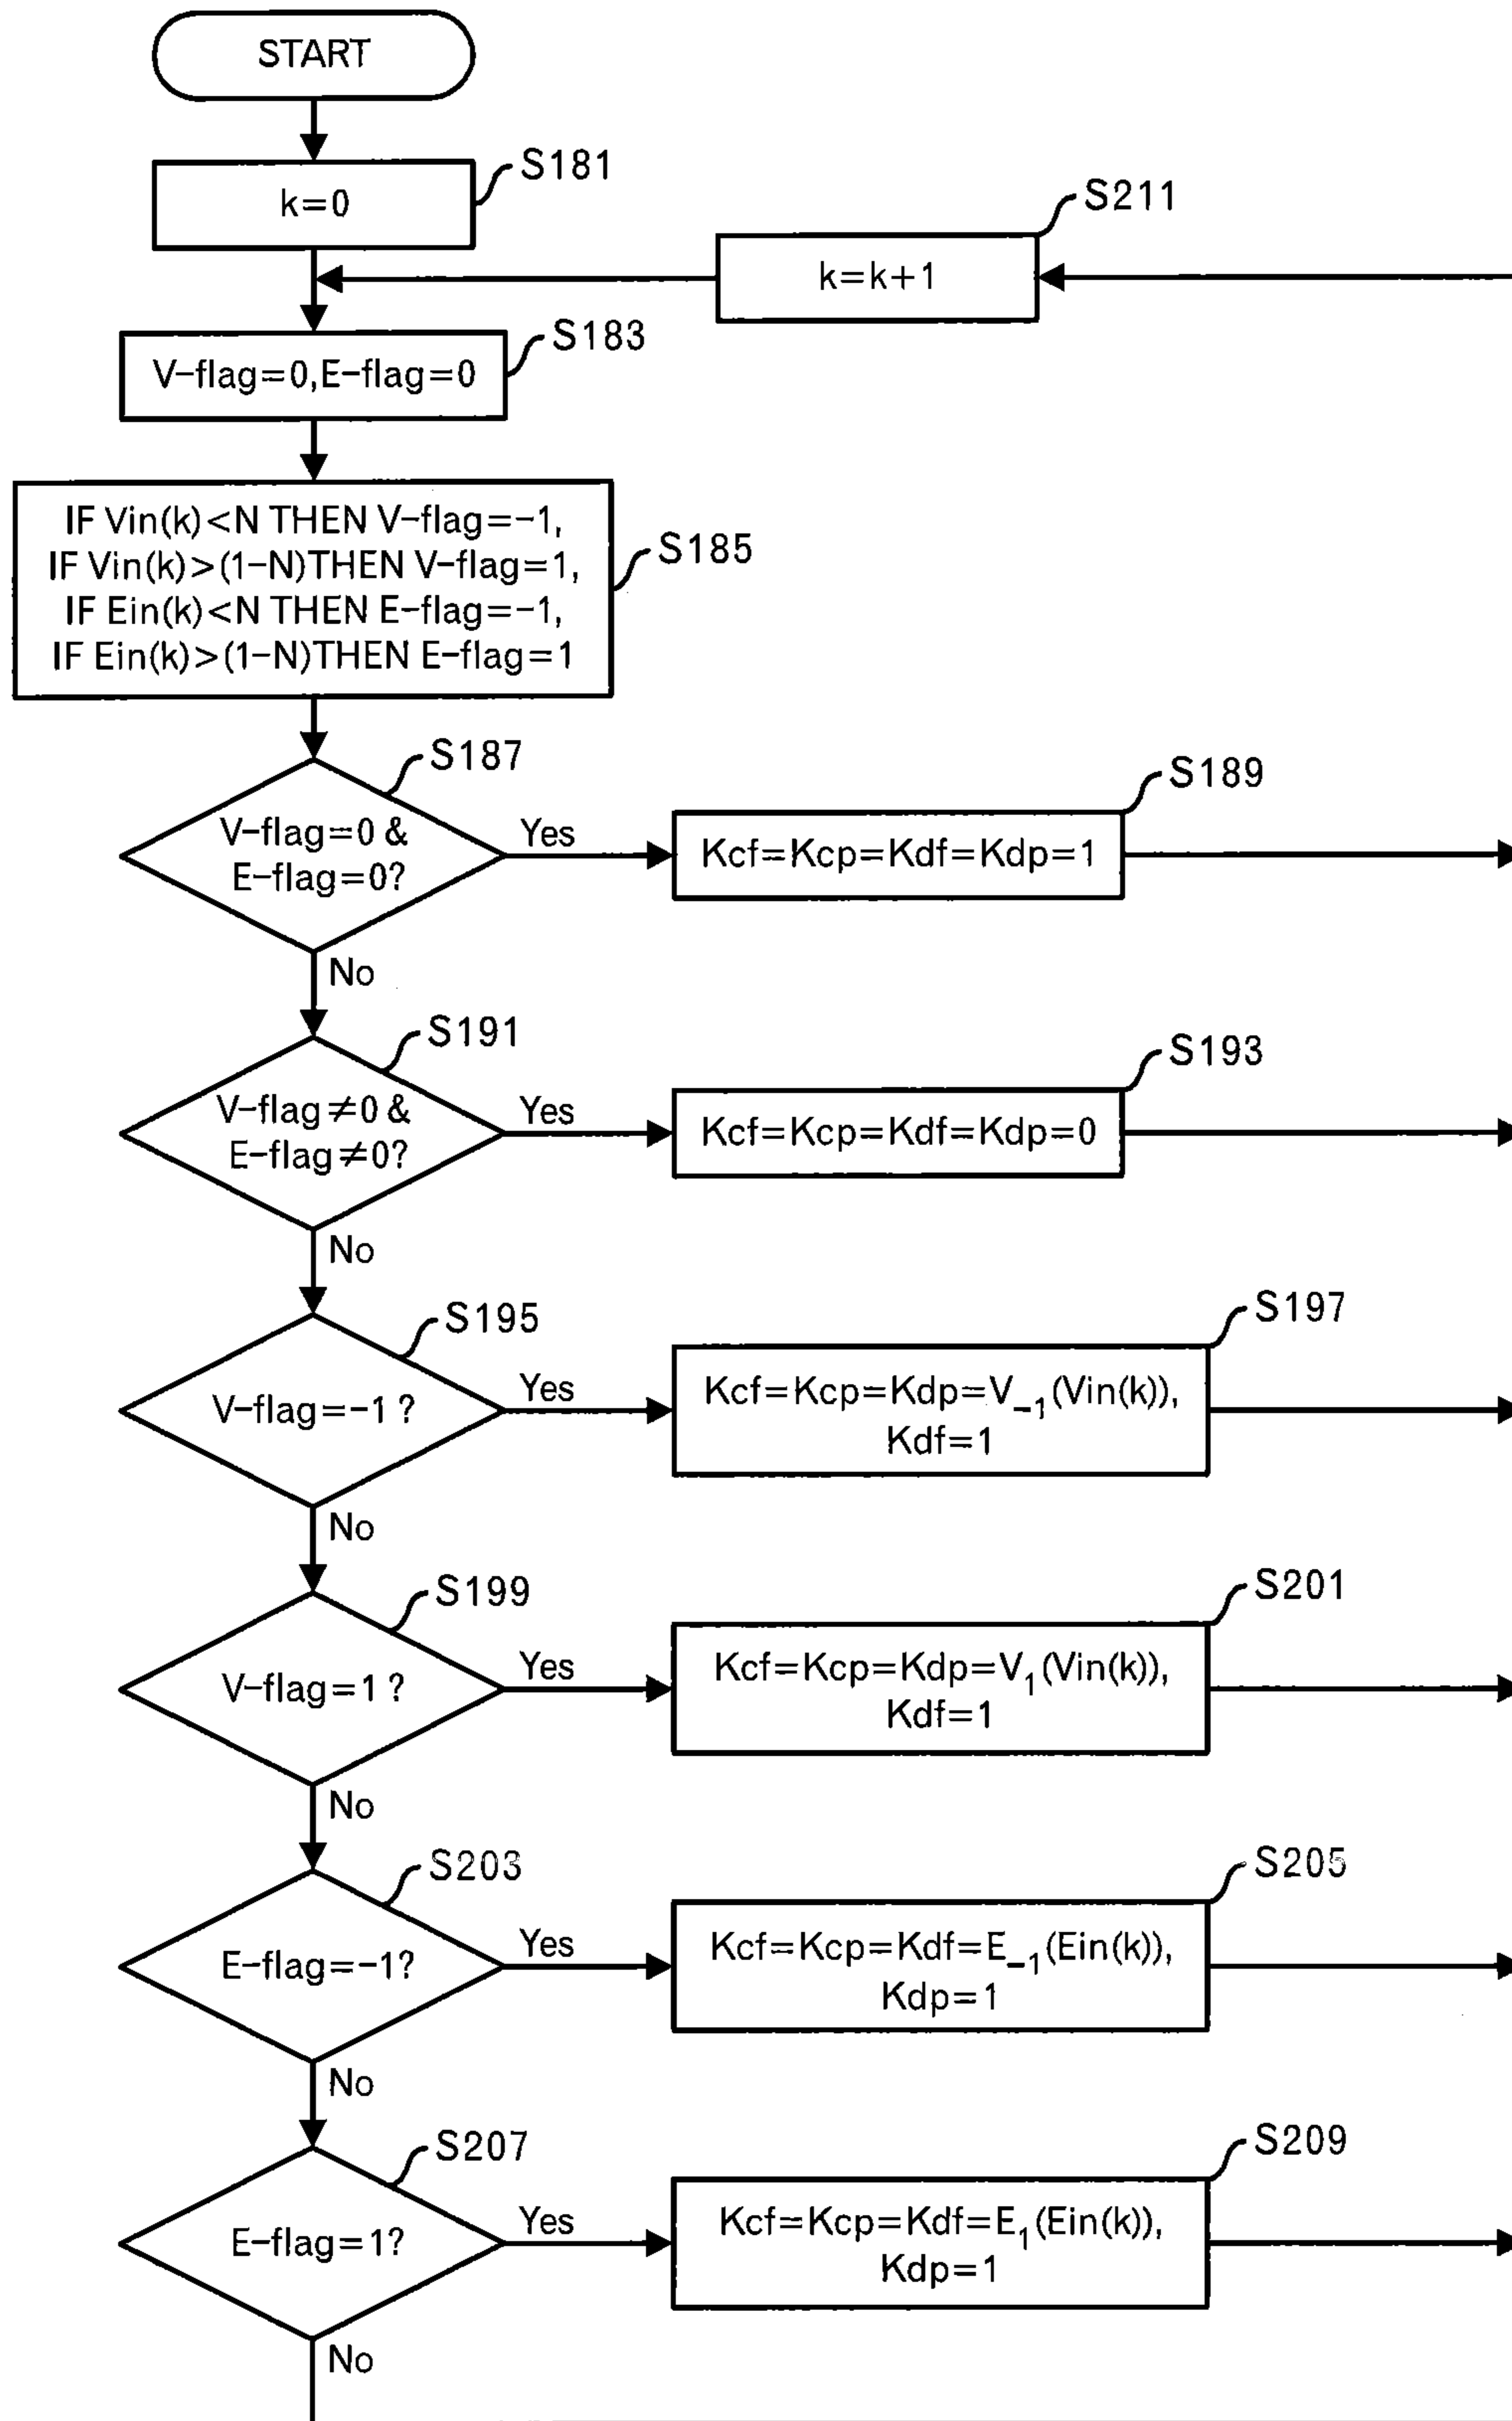 START
S181
k=0
S211
k=k+1
S183
V-flag=0,E-flag=0
S185
IF Vin(k)<N THEN V-flag=-1,
IF Vin(k)>(1-N)THEN V-flag=1,
IF Ein(k)<N THEN E-flag=-1,
IF Ein(k)>(1-N)THEN E-flag=1
S187
V-flag=0 &
E-flag=0?
Yes
S189
Kcf=Kcp=Kdf=Kdp=1
No
S191
V-flag≠0 &
E-flag≠0?
Yes
S193
Kcf=Kcp=Kdf=Kdp=0
No
S195
V-flag=-1 ?
Yes
S197
Kcf=Kcp=Kdp=V₋₁(Vin(k)),
Kdf=1
No
S199
V-flag=1 ?
Yes
S201
Kcf=Kcp=Kdp=V₁(Vin(k)),
Kdf=1
No
S203
E-flag=-1?
Yes
S205
Kcf=Kcp=Kdf=E₋₁(Ein(k)),
Kdp=1
No
S207
E-flag=1?
Yes
S209
Kcf=Kcp=Kdf=E₁(Ein(k)),
Kdp=1
No